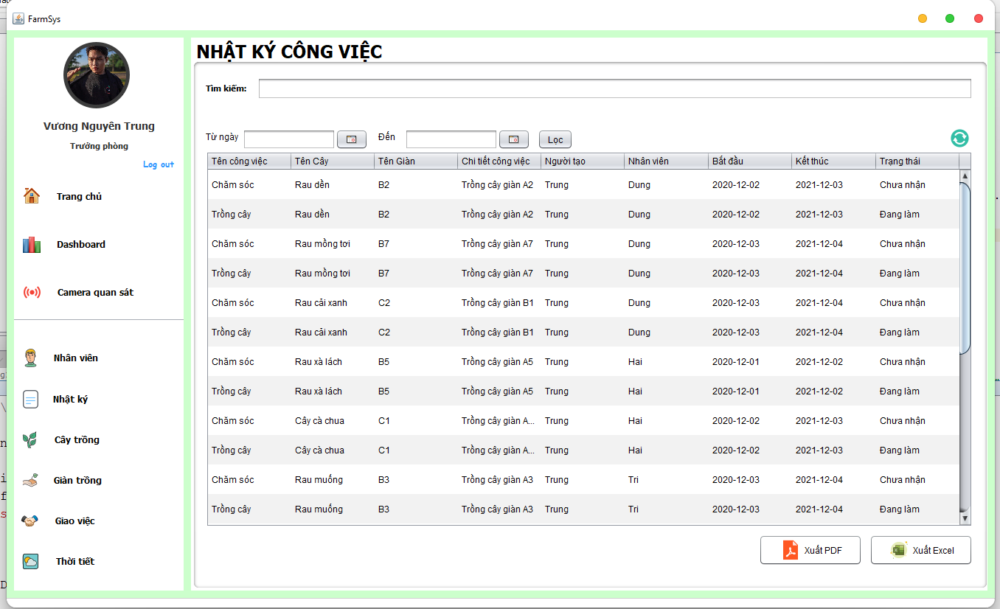 FarmSys
Vương Nguyên Trung
Trưởng phòng
Log out
Trang chủ
Dashboard
Camera quan sát
Nhân viên
Nhật ký
Cây trồng
Giàn trồng
Giao việc
Thời tiết
NHẬT KÝ CÔNG VIỆC
Tìm kiếm:
Từ ngày Đến Lọc
Tên công việc Tên Cây Tên Giàn Chi tiết công việc Người tạo Nhân viên Bắt đầu Kết thúc Trạng thái
Chăm sóc Rau dền B2 Trồng cây giàn A2 Trung Dung 2020-12-02 2021-12-03 Chưa nhận
Trồng cây Rau dền B2 Trồng cây giàn A2 Trung Dung 2020-12-02 2021-12-03 Đang làm
Chăm sóc Rau mồng tơi B7 Trồng cây giàn A7 Trung Dung 2020-12-03 2021-12-04 Chưa nhận
Trồng cây Rau mồng tơi B7 Trồng cây giàn A7 Trung Dung 2020-12-03 2021-12-04 Đang làm
Chăm sóc Rau cải xanh C2 Trồng cây giàn B1 Trung Dung 2020-12-03 2021-12-04 Chưa nhận
Trồng cây Rau cải xanh C2 Trồng cây giàn B1 Trung Dung 2020-12-03 2021-12-04 Đang làm
Chăm sóc Rau xà lách B5 Trồng cây giàn A5 Trung Hai 2020-12-01 2021-12-02 Chưa nhận
Trồng cây Rau xà lách B5 Trồng cây giàn A5 Trung Hai 2020-12-01 2021-12-02 Đang làm
Chăm sóc Cây cà chua C1 Trồng cây giàn A... Trung Hai 2020-12-02 2021-12-03 Chưa nhận
Trồng cây Cây cà chua C1 Trồng cây giàn A... Trung Hai 2020-12-02 2021-12-03 Đang làm
Chăm sóc Rau muống B3 Trồng cây giàn A3 Trung Tri 2020-12-03 2021-12-04 Chưa nhận
Trồng cây Rau muống B3 Trồng cây giàn A3 Trung Tri 2020-12-03 2021-12-04 Đang làm
Xuất PDF Xuất Excel